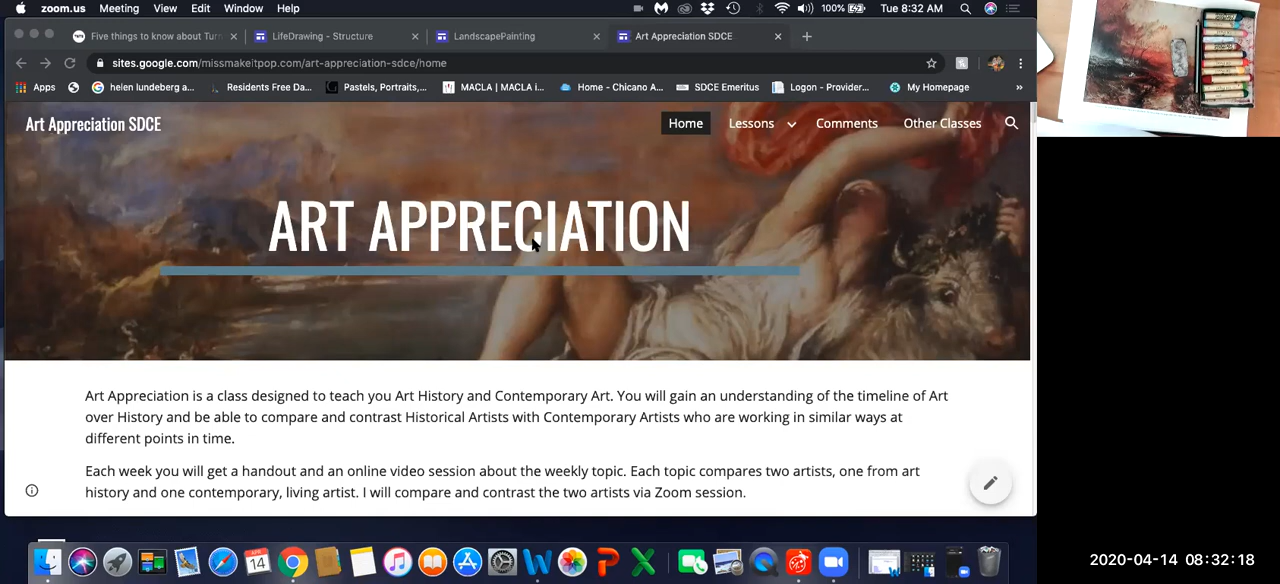 zoom.us Meeting View Edit Window Help 100% Tue 8:32 AM
Five things to know about Turn
LifeDrawing - Structure
LandscapePainting
Art Appreciation SDCE
sites.google.com/missmakeitpop.com/art-appreciation-sdce/home
Apps helen lundeberg a... Residents Free Da... Pastels, Portraits,... MACLA | MACLA i... Home - Chicano A... SDCE Emeritus Logon - Provider... My Homepage »
Art Appreciation SDCE
Home Lessons Comments Other Classes
ART APPRECIATION
Art Appreciation is a class designed to teach you Art History and Contemporary Art. You will gain an understanding of the timeline of Art
over History and be able to compare and contrast Historical Artists with Contemporary Artists who are working in similar ways at
different points in time.
Each week you will get a handout and an online video session about the weekly topic. Each topic compares two artists, one from art
history and one contemporary, living artist. I will compare and contrast the two artists via Zoom session.
APR
14
2020-04-14 08:32:18